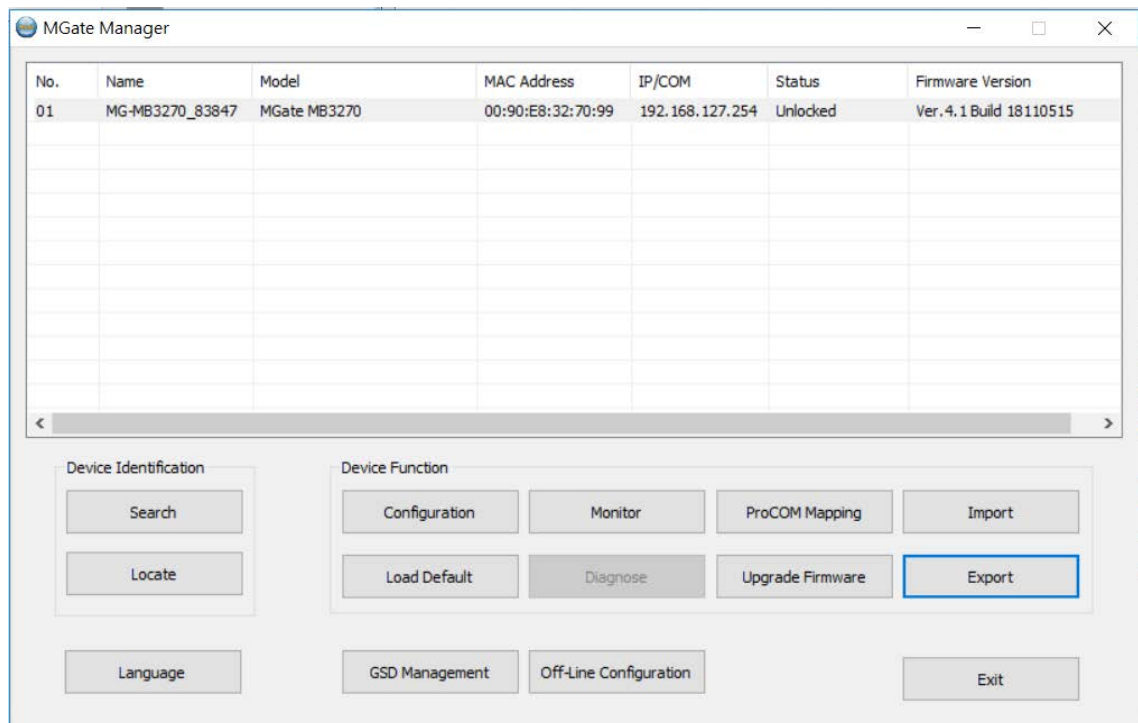 MGate Manager
No. Name Model MAC Address IP/COM Status Firmware Version
01 MG-MB3270_83847 MGate MB3270 00:90:E8:32:70:99 192.168.127.254 Unlocked Ver.4.1 Build 18110515
Device Identification
Device Function
Search
Configuration
Monitor
ProCOM Mapping
Import
Locate
Load Default
Diagnose
Upgrade Firmware
Export
Language
GSD Management
Off-Line Configuration
Exit